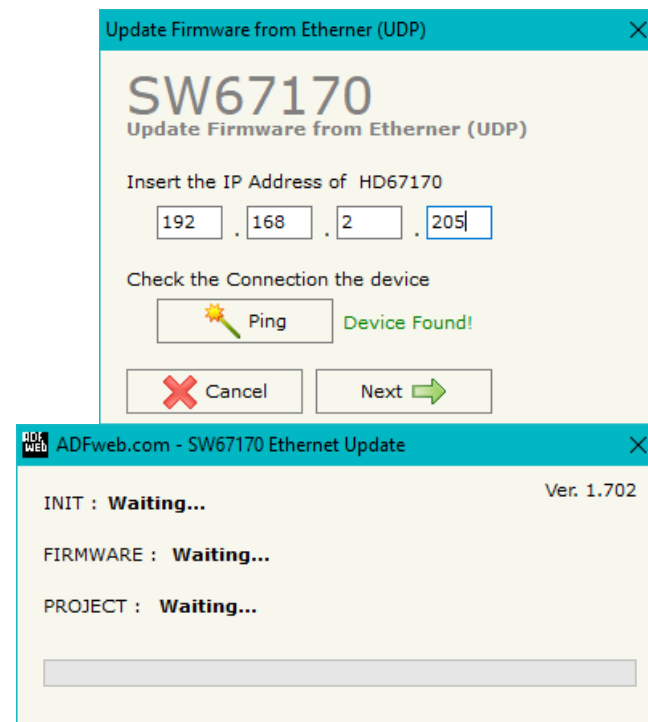 Update Firmware from Etherner (UDP)
SW67170
Update Firmware from Etherner (UDP)
Insert the IP Address of HD67170
192 . 168 . 2 . 205
Check the Connection the device
Ping Device Found!
Cancel Next
ADF WEB ADFweb.com - SW67170 Ethernet Update
Ver. 1.702
INIT : Waiting...
FIRMWARE : Waiting...
PROJECT : Waiting...